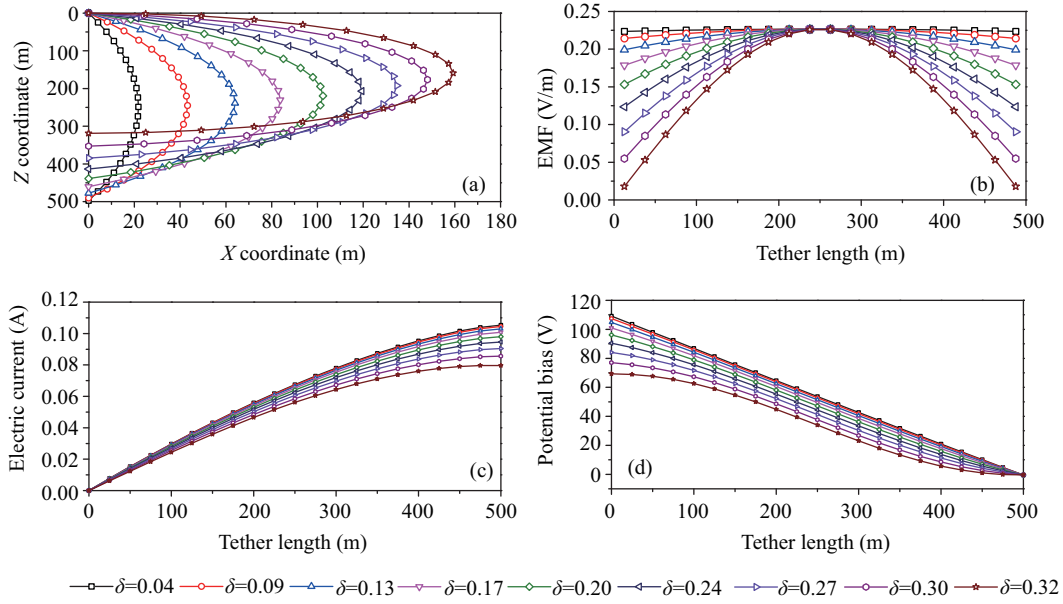 0
100
200
300
400
500
Z coordinate (m)
0 20 40 60 80 100 120 140 160 180
X coordinate (m)
(a)
0.25
0.20
0.15
0.10
0.05
0.00
EMF (V/m)
0 100 200 300 400 500
Tether length (m)
(b)
0.12
0.10
0.08
0.06
0.04
0.02
0.00
Electric current (A)
0 100 200 300 400 500
Tether length (m)
(c)
120
100
80
60
40
20
0
Potential bias (V)
0 100 200 300 400 500
Tether length (m)
(d)
δ=0.04 δ=0.09 δ=0.13 δ=0.17 δ=0.20 δ=0.24 δ=0.27 δ=0.30 δ=0.32